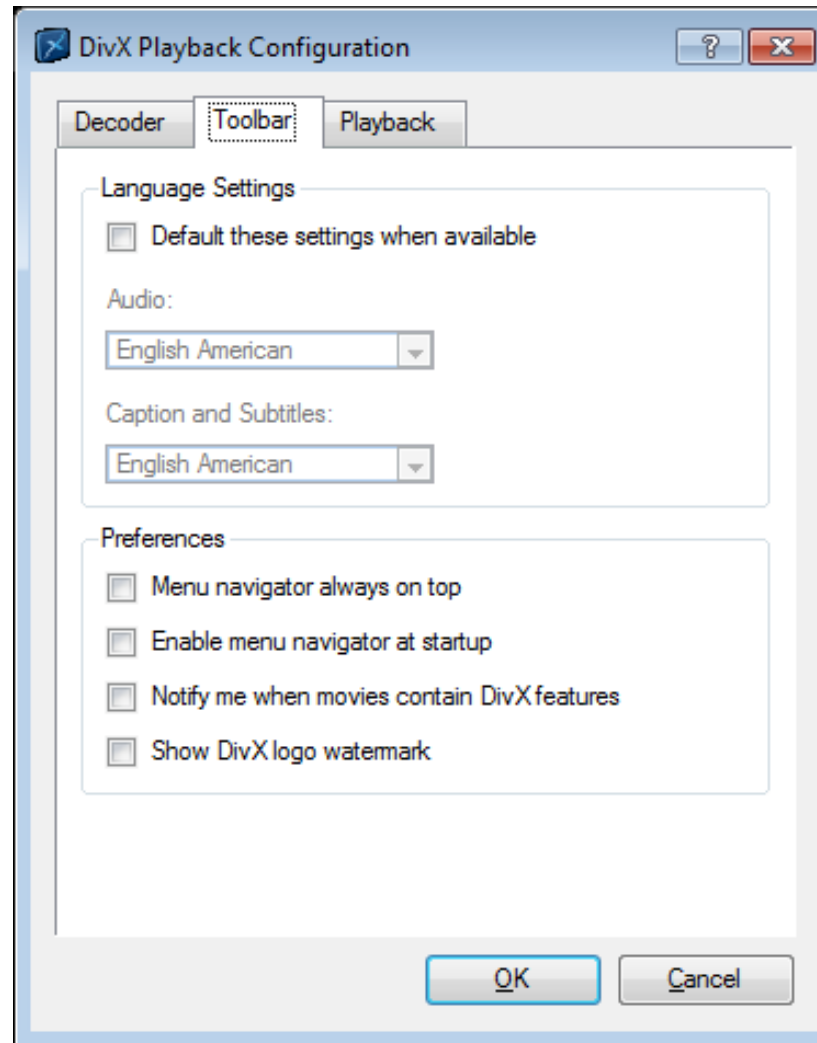 DivX Playback Configuration
Decoder
Toolbar
Playback
Language Settings
Default these settings when available
Audio:
English American
Caption and Subtitles:
English American
Preferences
Menu navigator always on top
Enable menu navigator at startup
Notify me when movies contain DivX features
Show DivX logo watermark
OK
Cancel